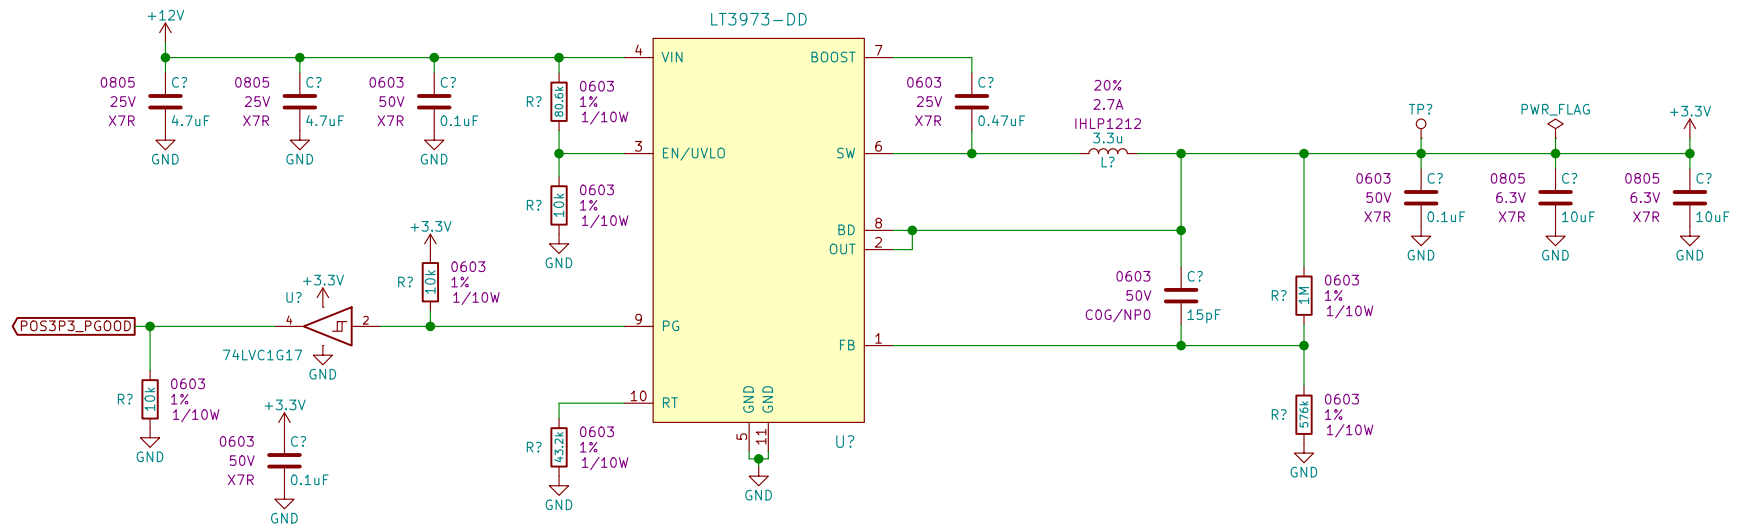 LT3973-DD
+12V
0805
25V
X7R
C?
4.7uF
GND
0805
25V
X7R
C?
4.7uF
GND
0603
50V
X7R
C?
0.1uF
GND
R?
80.6k
0603
1%
1/10W
R?
10k
0603
1%
1/10W
GND
4 VIN
3 EN/UVLO
9 PG
10 RT
BOOST 7
SW 6
BD 8
OUT 2
FB 1
GND
GND
5
11
U?
GND
0603
25V
X7R
C?
0.47uF
20%
2.7A
IHLP1212
3.3u
L?
TP?
PWR_FLAG
+3.3V
0603
50V
X7R
C?
0.1uF
GND
0805
6.3V
X7R
C?
10uF
GND
0805
6.3V
X7R
C?
10uF
GND
0603
50V
C0G/NP0
C?
15pF
R?
1M
0603
1%
1/10W
R?
576k
0603
1%
1/10W
GND
+3.3V
R?
10k
0603
1%
1/10W
+3.3V
U?
4
2
74LVC1G17
GND
POS3P3_PGOOD
R?
10k
0603
1%
1/10W
GND
+3.3V
0603
50V
X7R
C?
0.1uF
GND
R?
43.2k
0603
1%
1/10W
GND